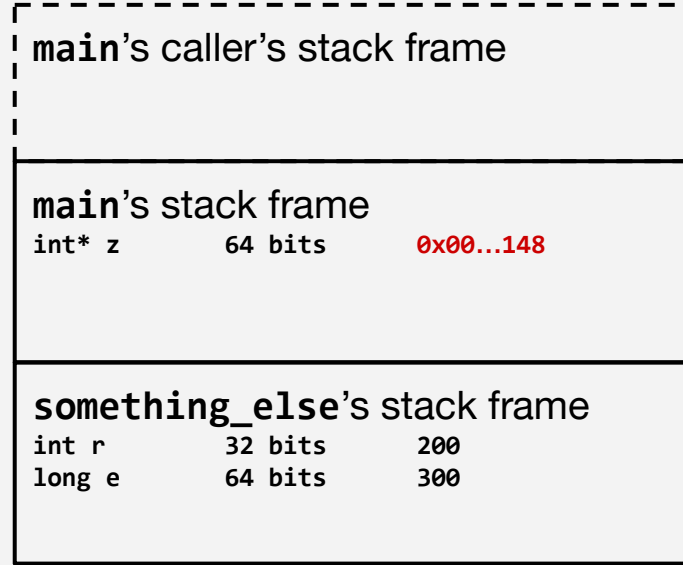 main’s caller’s stack frame
main’s stack frame
int* z 64 bits 0x00…148
something_else’s stack frame
int r 32 bits 200
long e 64 bits 300